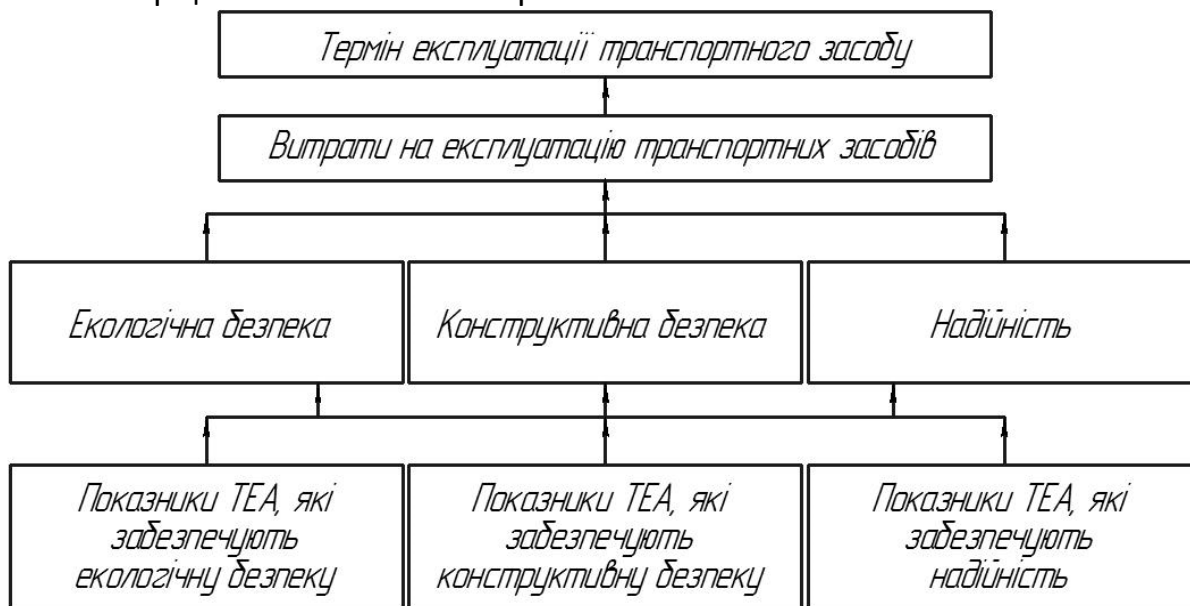 Термін експлуатації транспортного засобу
Витрати на експлуатацію транспортних засобів
Екологічна безпека
Конструктивна безпека
Надійність
Показники ТЕА, які
забезпечують
екологічну безпеку
Показники ТЕА, які
забезпечують
конструктивну безпеку
Показники ТЕА, які
забезпечують
надійність